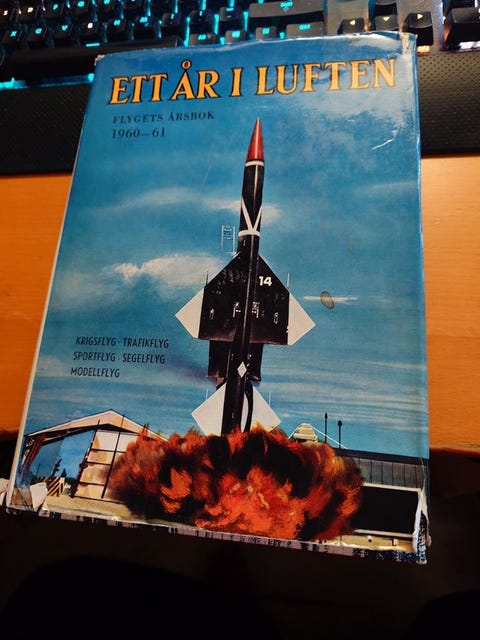 ETT ÅR I LUFTEN
FLYGETS ÅRSBOK
1960—61
14
KRIGSFLYG · TRAFIKFLYG
SPORTFLYG · SEGELFLYG
MODELLFLYG